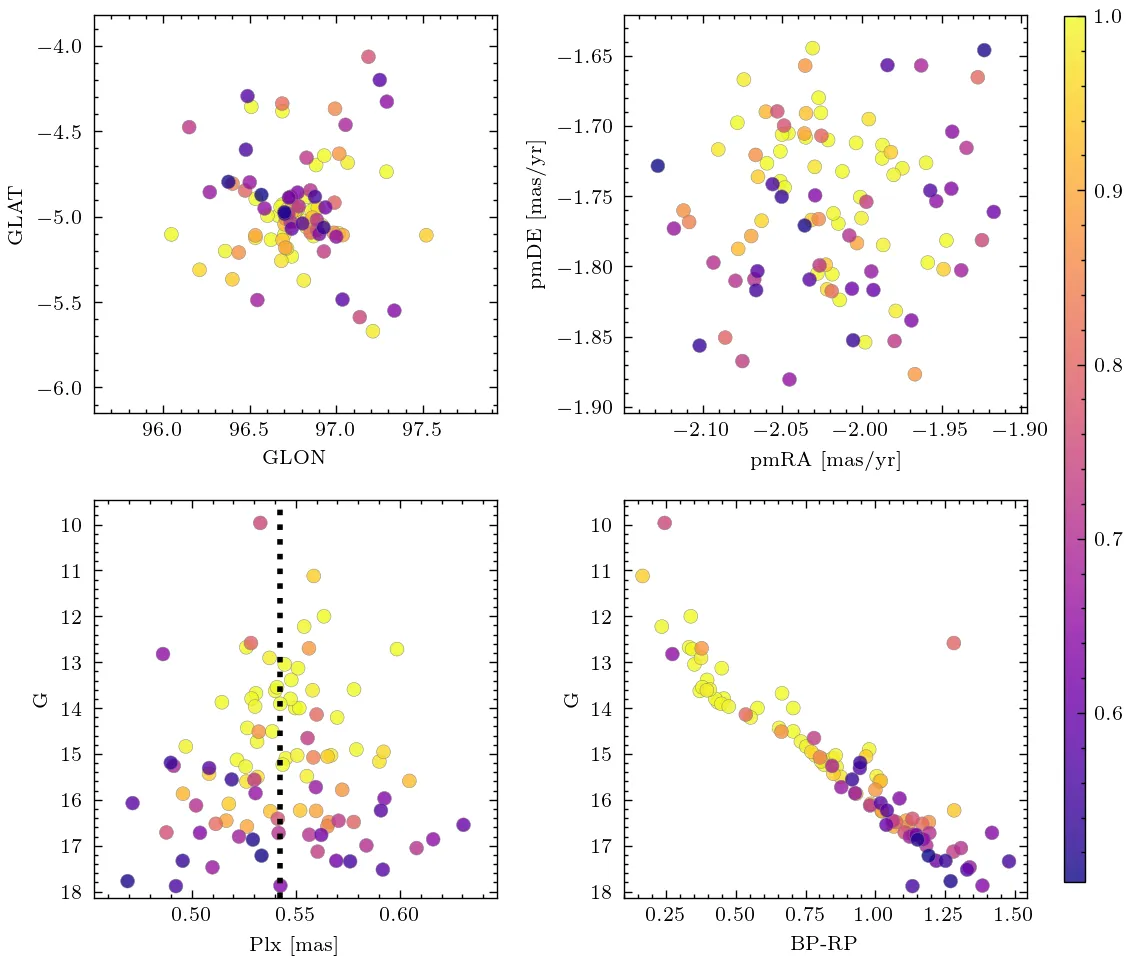 −4.0
−4.5
−5.0
−5.5
−6.0
GLAT
96.0 96.5 97.0 97.5
GLON
−1.65
−1.70
−1.75
−1.80
−1.85
−1.90
pmDE [mas/yr]
−2.10 −2.05 −2.00 −1.95 −1.90
pmRA [mas/yr]
1.0
0.9
0.8
0.7
0.6
10
11
12
13
14
15
16
17
18
G
0.50 0.55 0.60
Plx [mas]
10
11
12
13
14
15
16
17
18
G
0.25 0.50 0.75 1.00 1.25 1.50
BP-RP